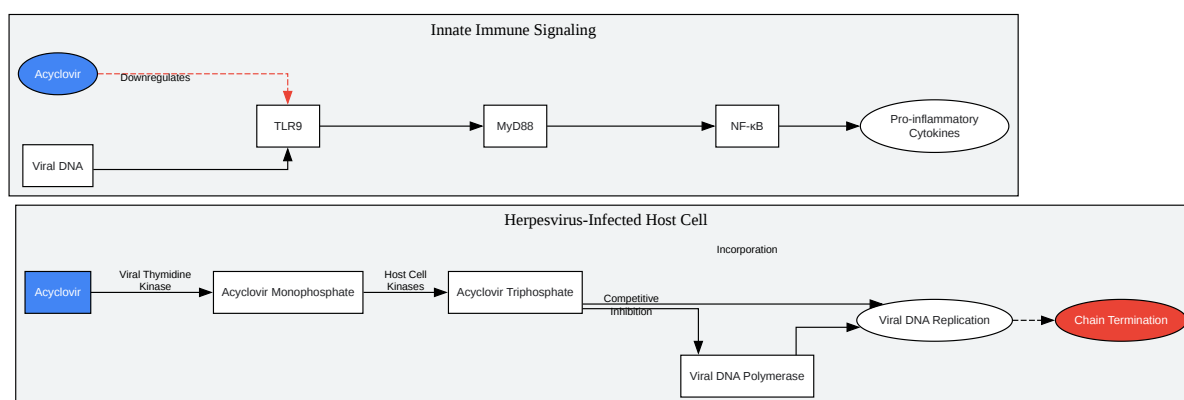 Innate Immune Signaling
Acyclovir
Downregulates
TLR9
MyD88
NF-κB
Pro-inflammatory
Cytokines
Viral DNA
Herpesvirus-Infected Host Cell
Incorporation
Acyclovir
Viral Thymidine
Kinase
Acyclovir Monophosphate
Host Cell
Kinases
Acyclovir Triphosphate
Competitive
Inhibition
Viral DNA Replication
Chain Termination
Viral DNA Polymerase